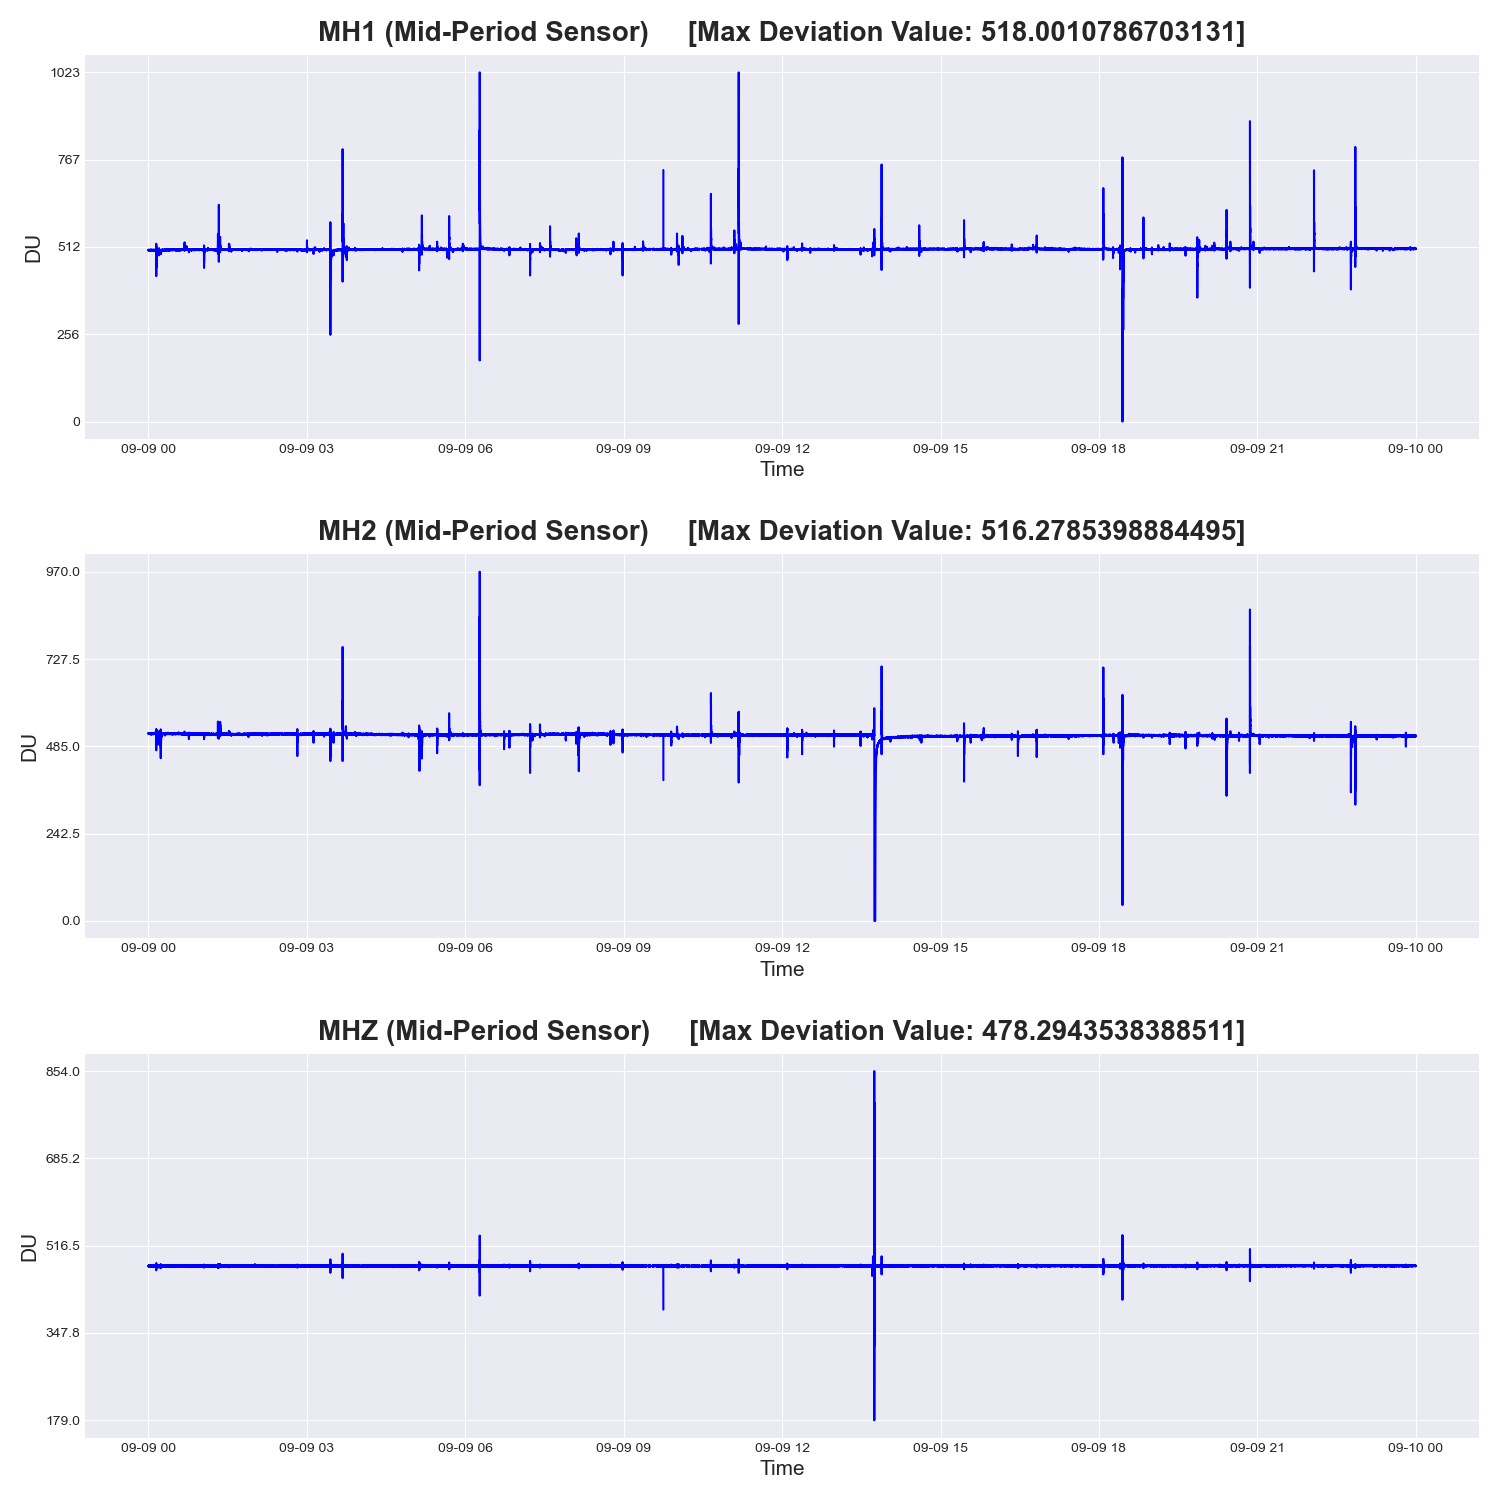 MH1 (Mid-Period Sensor) [Max Deviation Value: 518.0010786703131]
1023
767
512
256
0
DU
09-09 00 09-09 03 09-09 06 09-09 09 09-09 12 09-09 15 09-09 18 09-09 21 09-10 00
Time
MH2 (Mid-Period Sensor) [Max Deviation Value: 516.2785398884495]
970.0
727.5
485.0
242.5
0.0
DU
09-09 00 09-09 03 09-09 06 09-09 09 09-09 12 09-09 15 09-09 18 09-09 21 09-10 00
Time
MHZ (Mid-Period Sensor) [Max Deviation Value: 478.2943538388511]
854.0
685.2
516.5
347.8
179.0
DU
09-09 00 09-09 03 09-09 06 09-09 09 09-09 12 09-09 15 09-09 18 09-09 21 09-10 00
Time